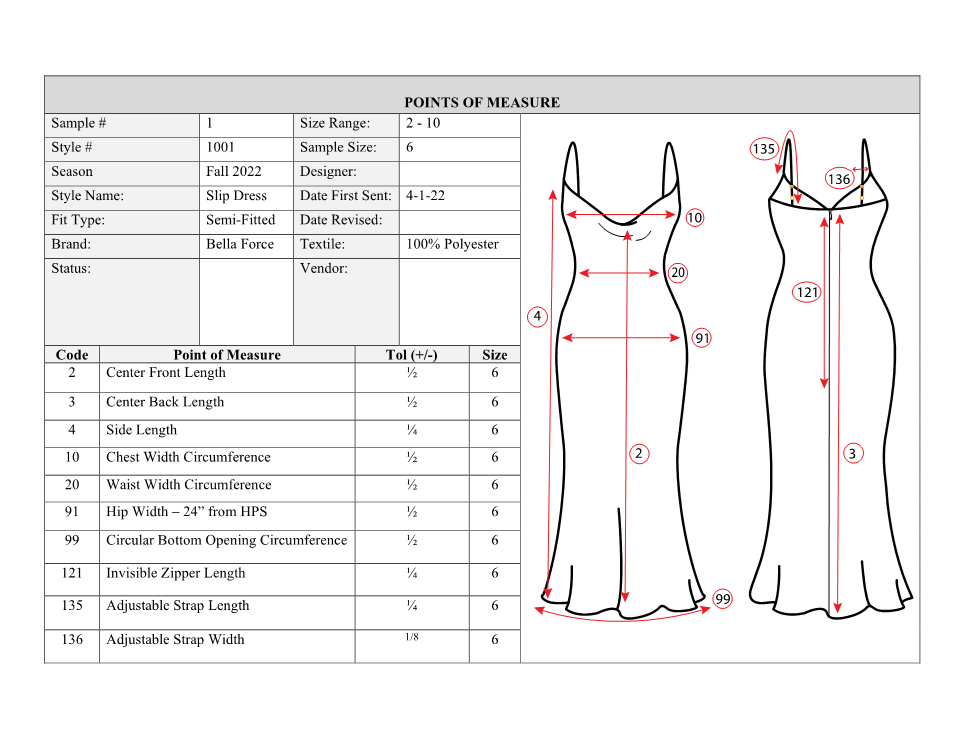 POINTS OF MEASURE
Sample # 1 Size Range: 2 - 10
Style # 1001 Sample Size: 6
Season Fall 2022 Designer:
Style Name: Slip Dress Date First Sent: 4-1-22
Fit Type: Semi-Fitted Date Revised:
Brand: Bella Force Textile: 100% Polyester
Status: Vendor:
Code Point of Measure Tol (+/-) Size
2 Center Front Length ½ 6
3 Center Back Length ½ 6
4 Side Length ¼ 6
10 Chest Width Circumference ½ 6
20 Waist Width Circumference ½ 6
91 Hip Width – 24” from HPS ½ 6
99 Circular Bottom Opening Circumference ½ 6
121 Invisible Zipper Length ¼ 6
135 Adjustable Strap Length ¼ 6
136 Adjustable Strap Width 1/8 6
10
20
4
91
2
99
135
136
121
3